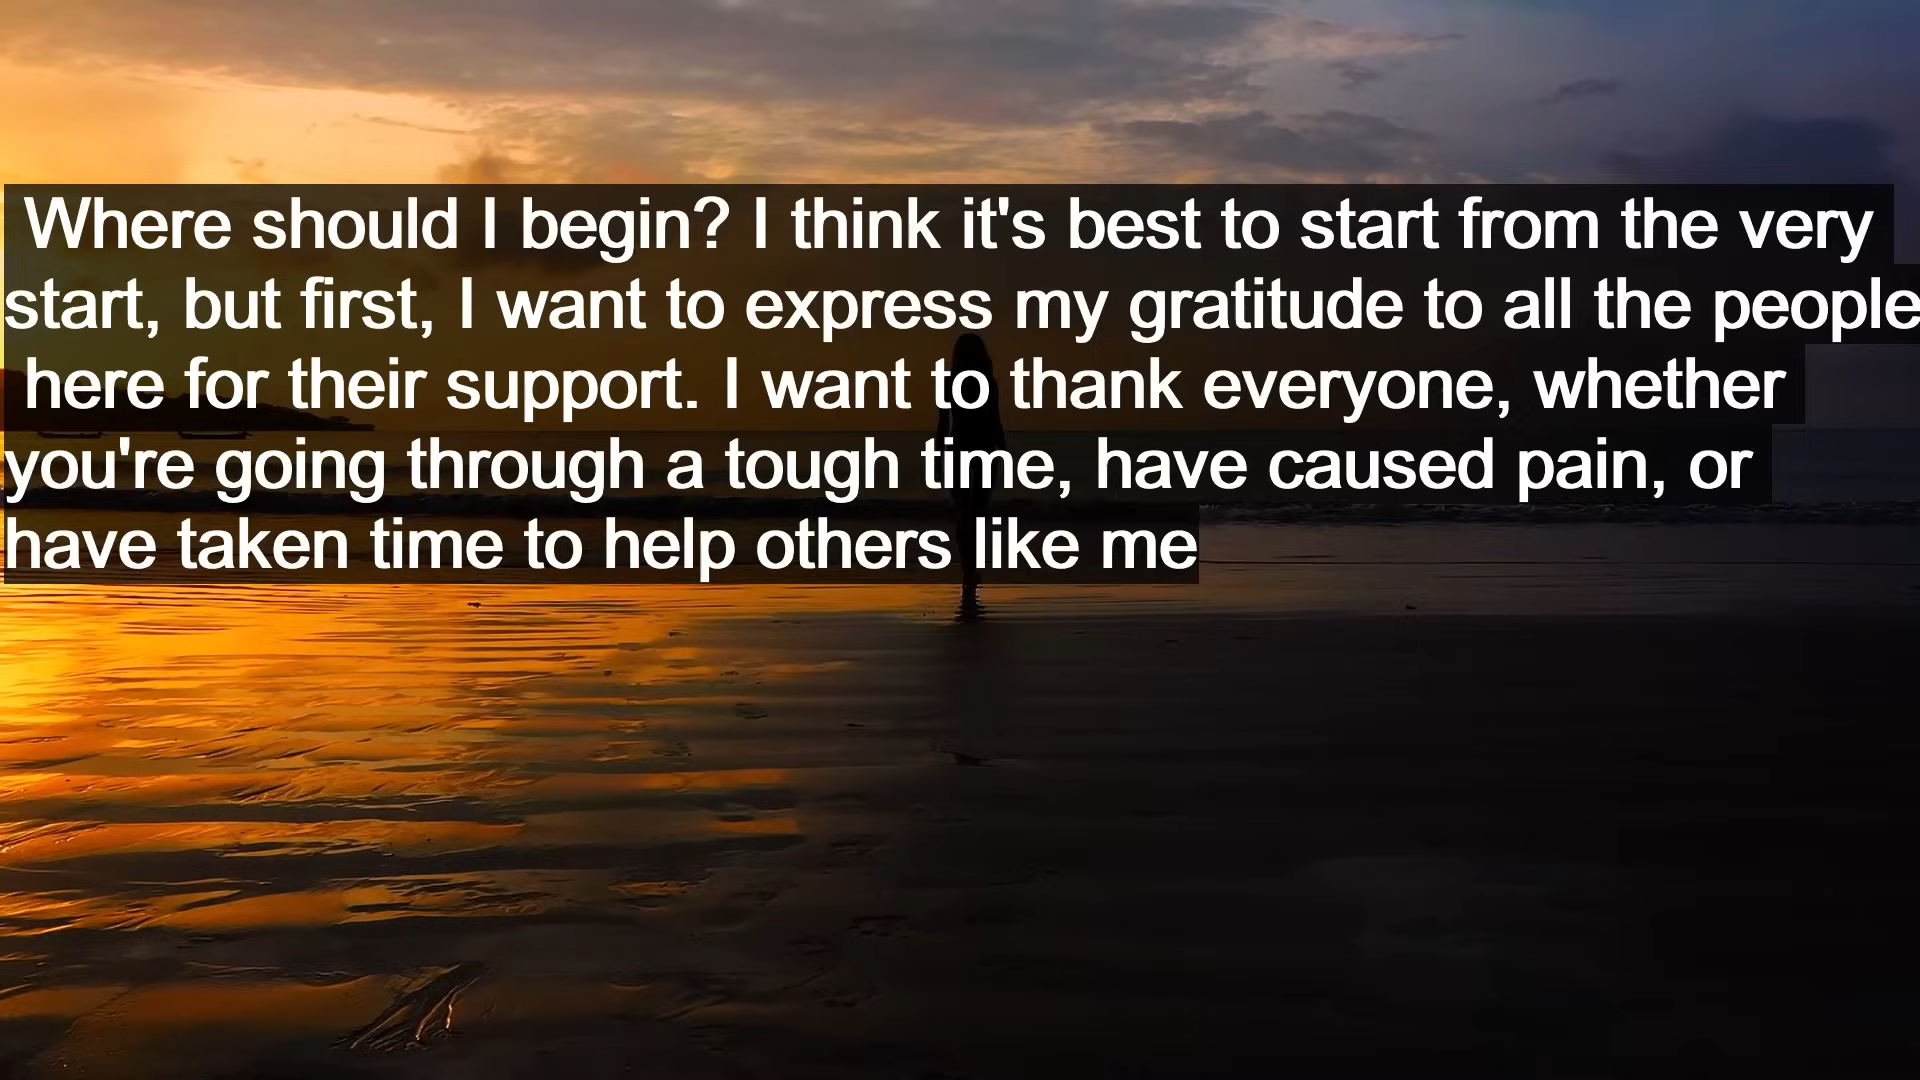 Where should I begin? I think it's best to start from the very
start, but first, I want to express my gratitude to all the people
here for their support. I want to thank everyone, whether
you're going through a tough time, have caused pain, or
have taken time to help others like me